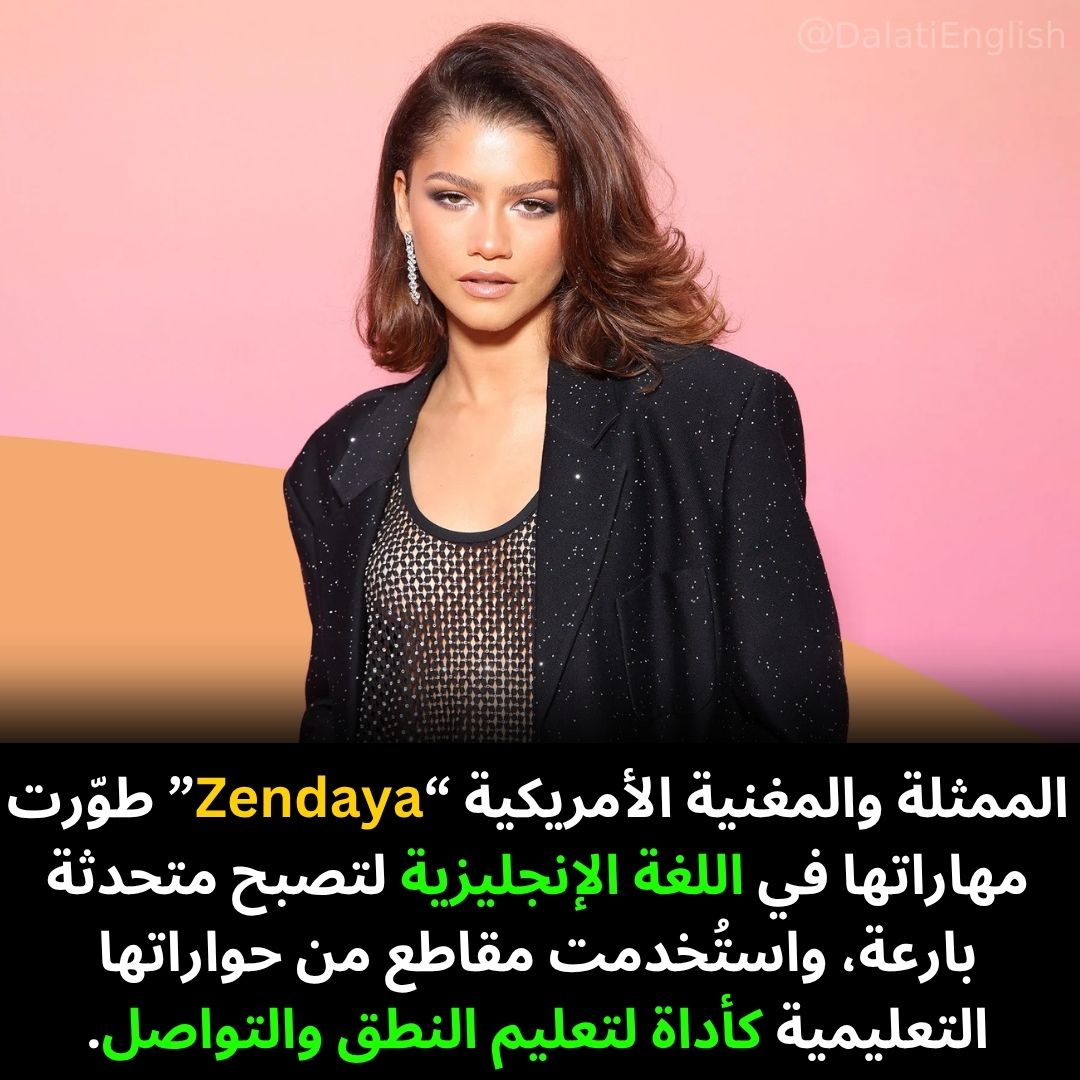 @DalatiEnglish
الممثلة والمغنية الأمريكية “Zendaya” طوّرت
مهاراتها في اللغة الإنجليزية لتصبح متحدثة
بارعة، واستُخدمت مقاطع من حواراتها
التعليمية كأداة لتعليم النطق والتواصل.